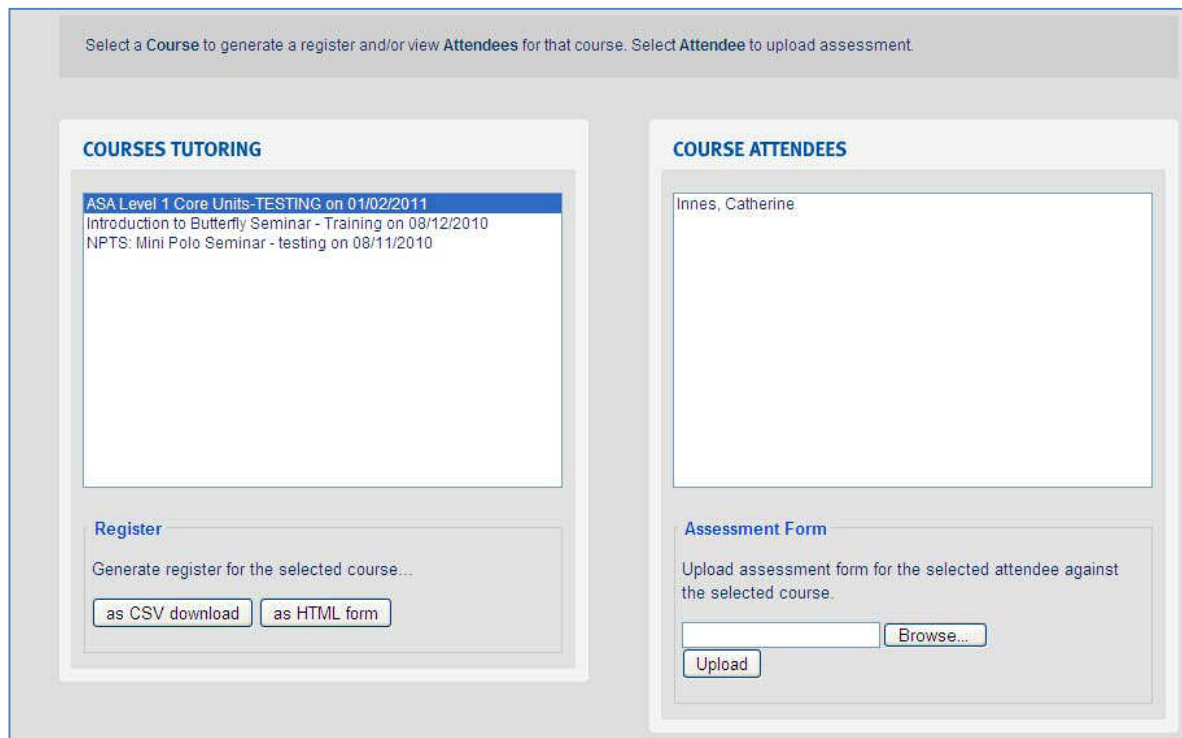 Select a Course to generate a register and/or view Attendees for that course. Select Attendee to upload assessment.
COURSES TUTORING
ASA Level 1 Core Units-TESTING on 01/02/2011
Introduction to Butterfly Seminar - Training on 08/12/2010
NPTS: Mini Polo Seminar - testing on 08/11/2010
Register
Generate register for the selected course...
as CSV download
as HTML form
COURSE ATTENDEES
Innes, Catherine
Assessment Form
Upload assessment form for the selected attendee against
the selected course.
Browse...
Upload